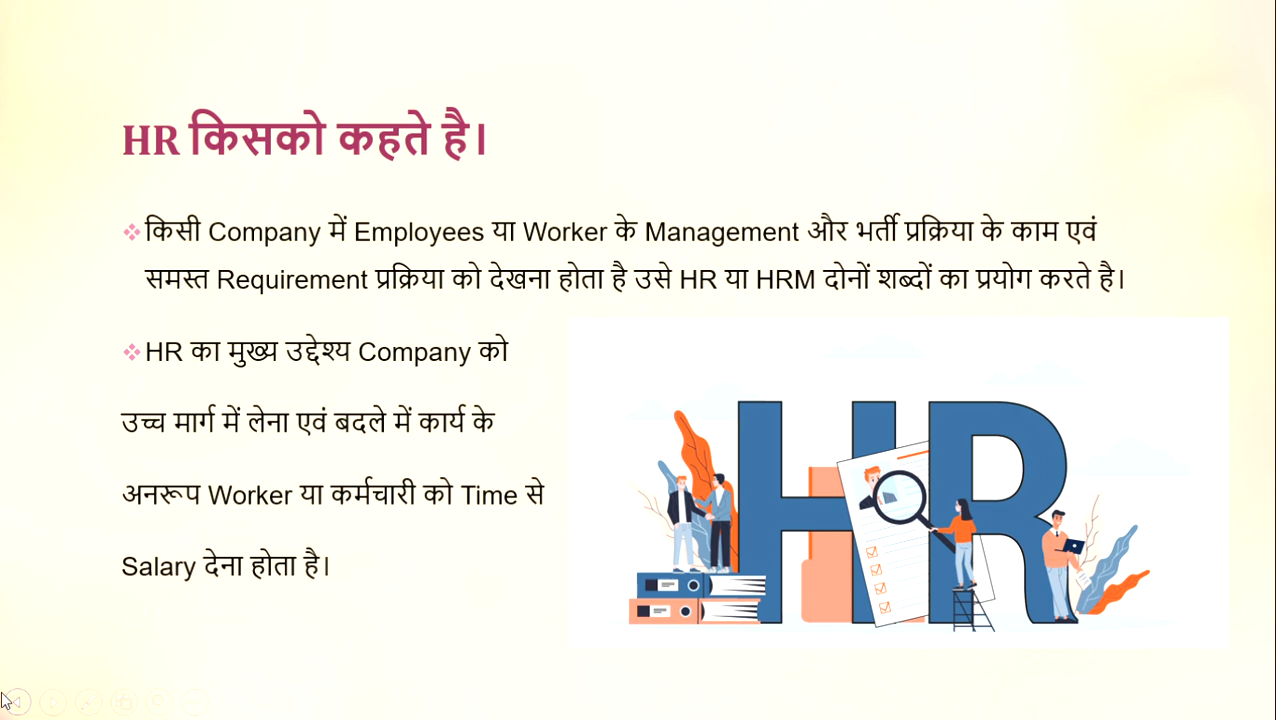 HR किसको कहते है।
किसी Company में Employees या Worker के Management और भर्ती प्रक्रिया के काम एवं
समस्त Requirement प्रक्रिया को देखना होता है उसे HR या HRM दोनों शब्दों का प्रयोग करते है।
HR का मुख्य उद्देश्य Company को
उच्च मार्ग में लेना एवं बदले में कार्य के
अनरूप Worker या कर्मचारी को Time से
Salary देना होता है।
HR